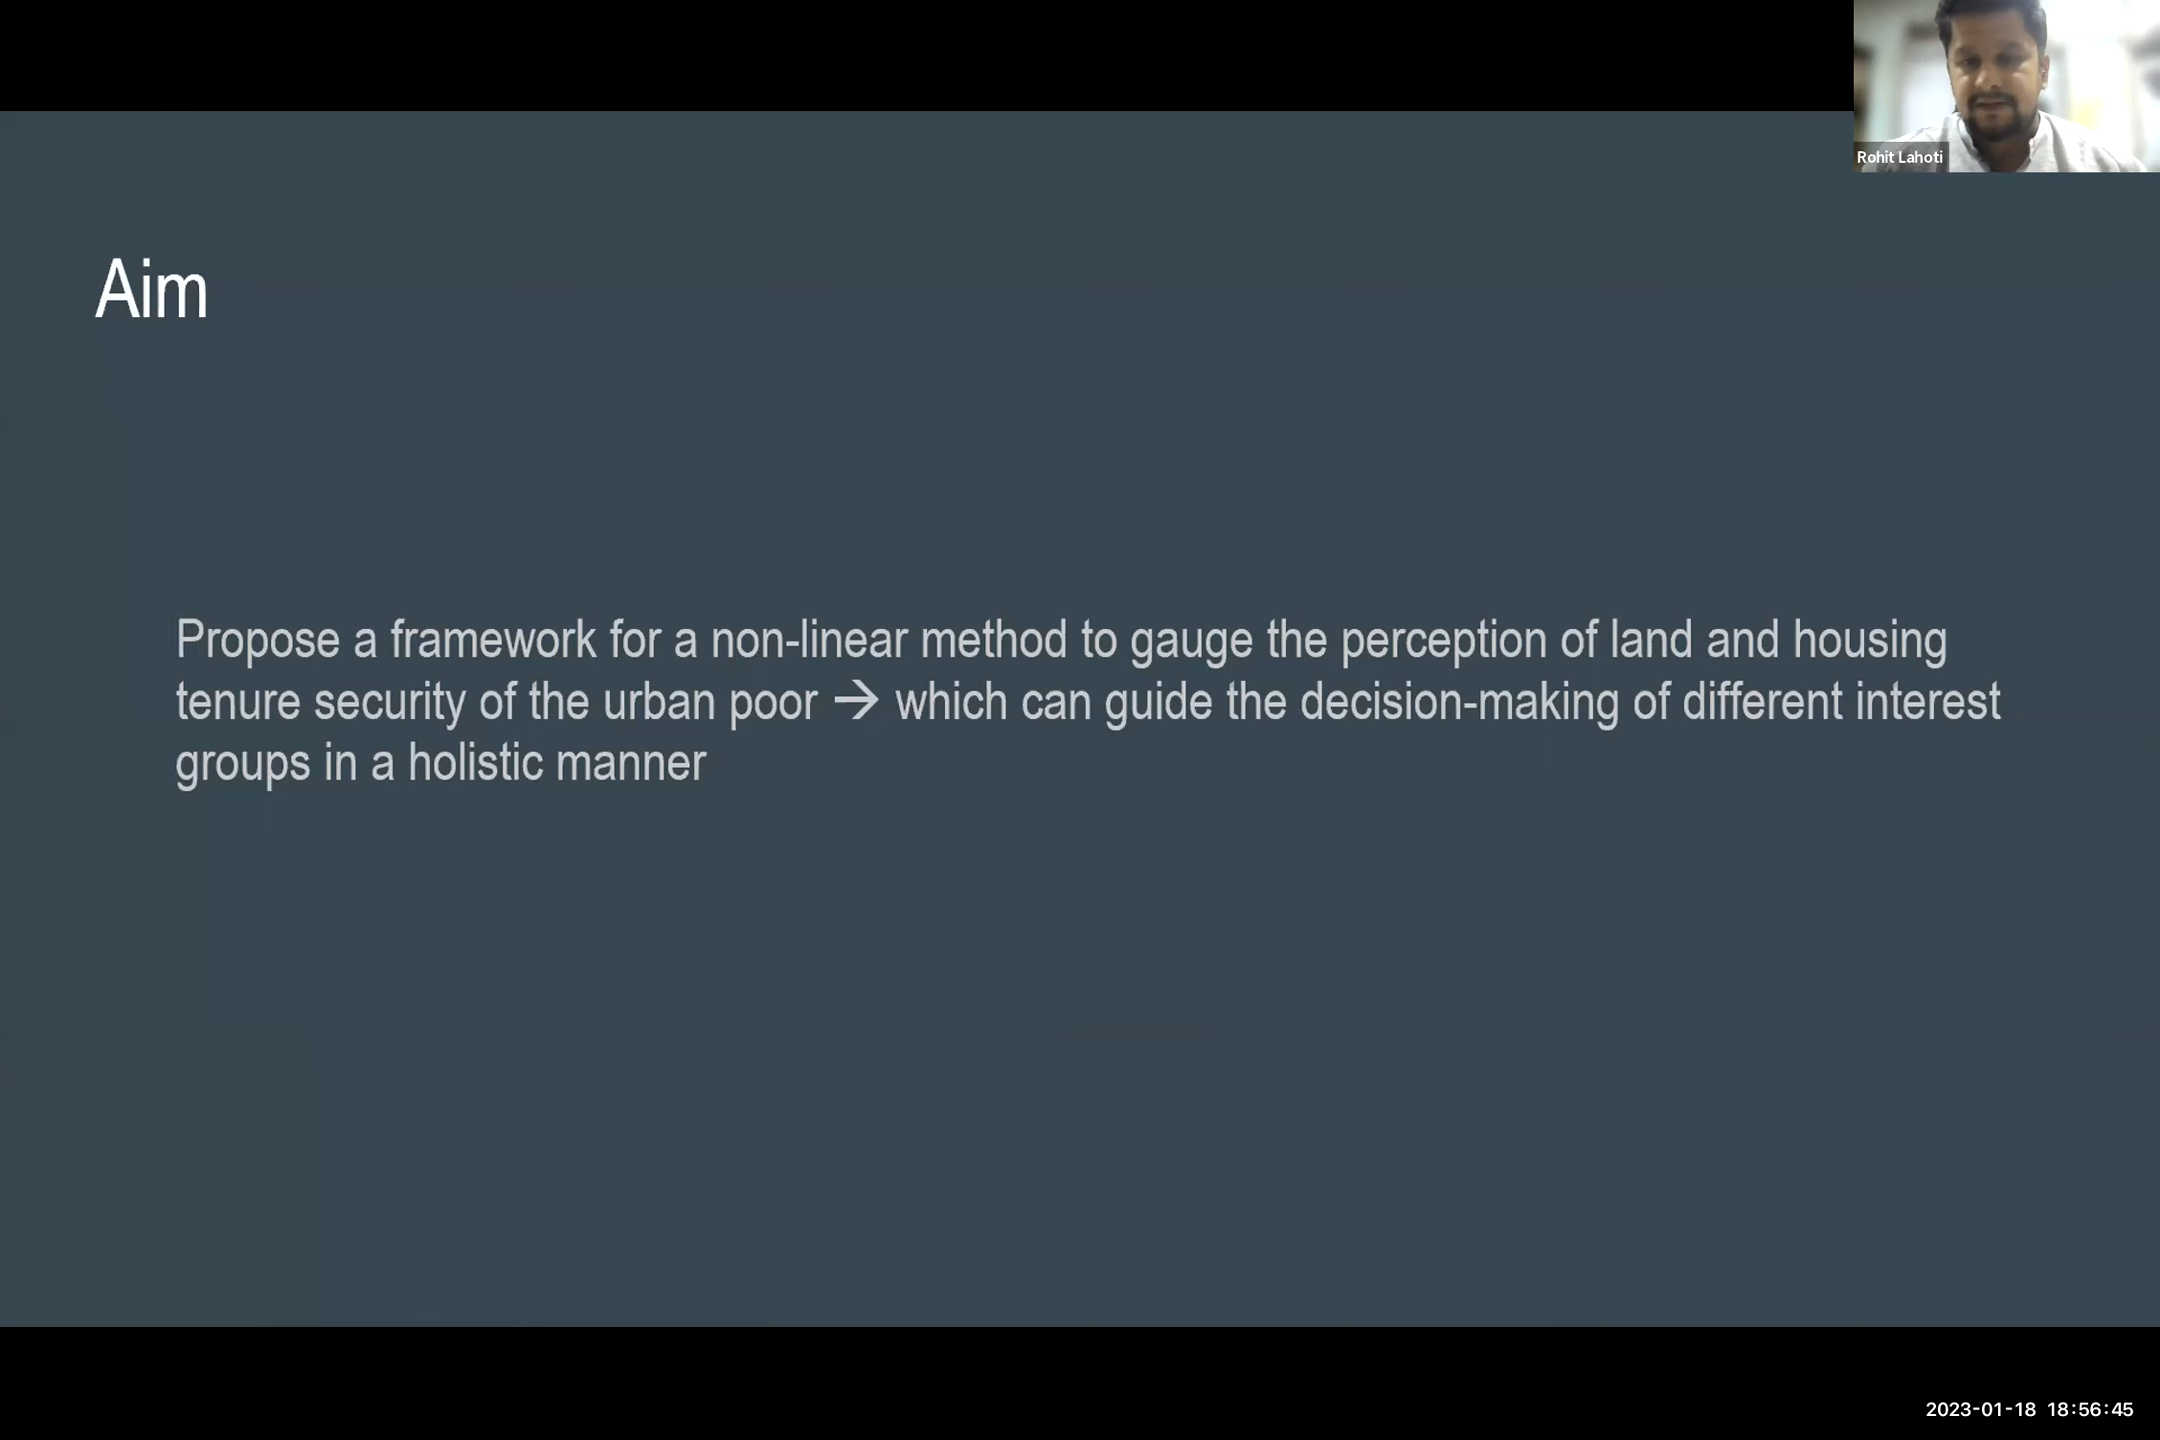 Rohit Lahoti
Aim
Propose a framework for a non-linear method to gauge the perception of land and housing
tenure security of the urban poor → which can guide the decision-making of different interest
groups in a holistic manner
2023-01-18 18:56:45